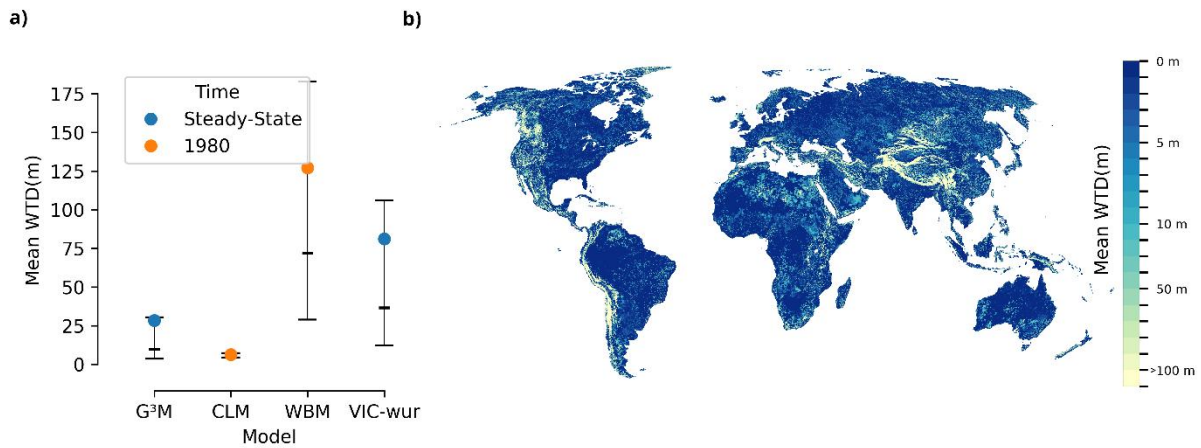 a)
Time
Steady-State
1980
175
150
125
100
75
50
25
0
Mean WTD(m)
G³M CLM WBM VIC-wur
Model
b)
0 m
5 m
10 m
50 m
>100 m
Mean WTD(m)